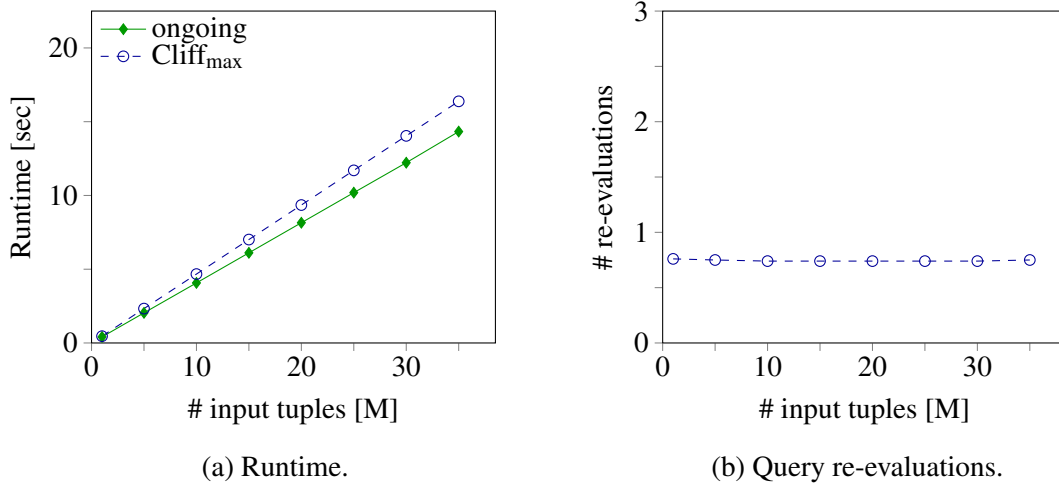 ongoing
Cliffmax
Runtime [sec]
20
10
0
0
10
20
30
# input tuples [M]
(a) Runtime.
# re-evaluations
3
2
1
0
0
10
20
30
# input tuples [M]
(b) Query re-evaluations.